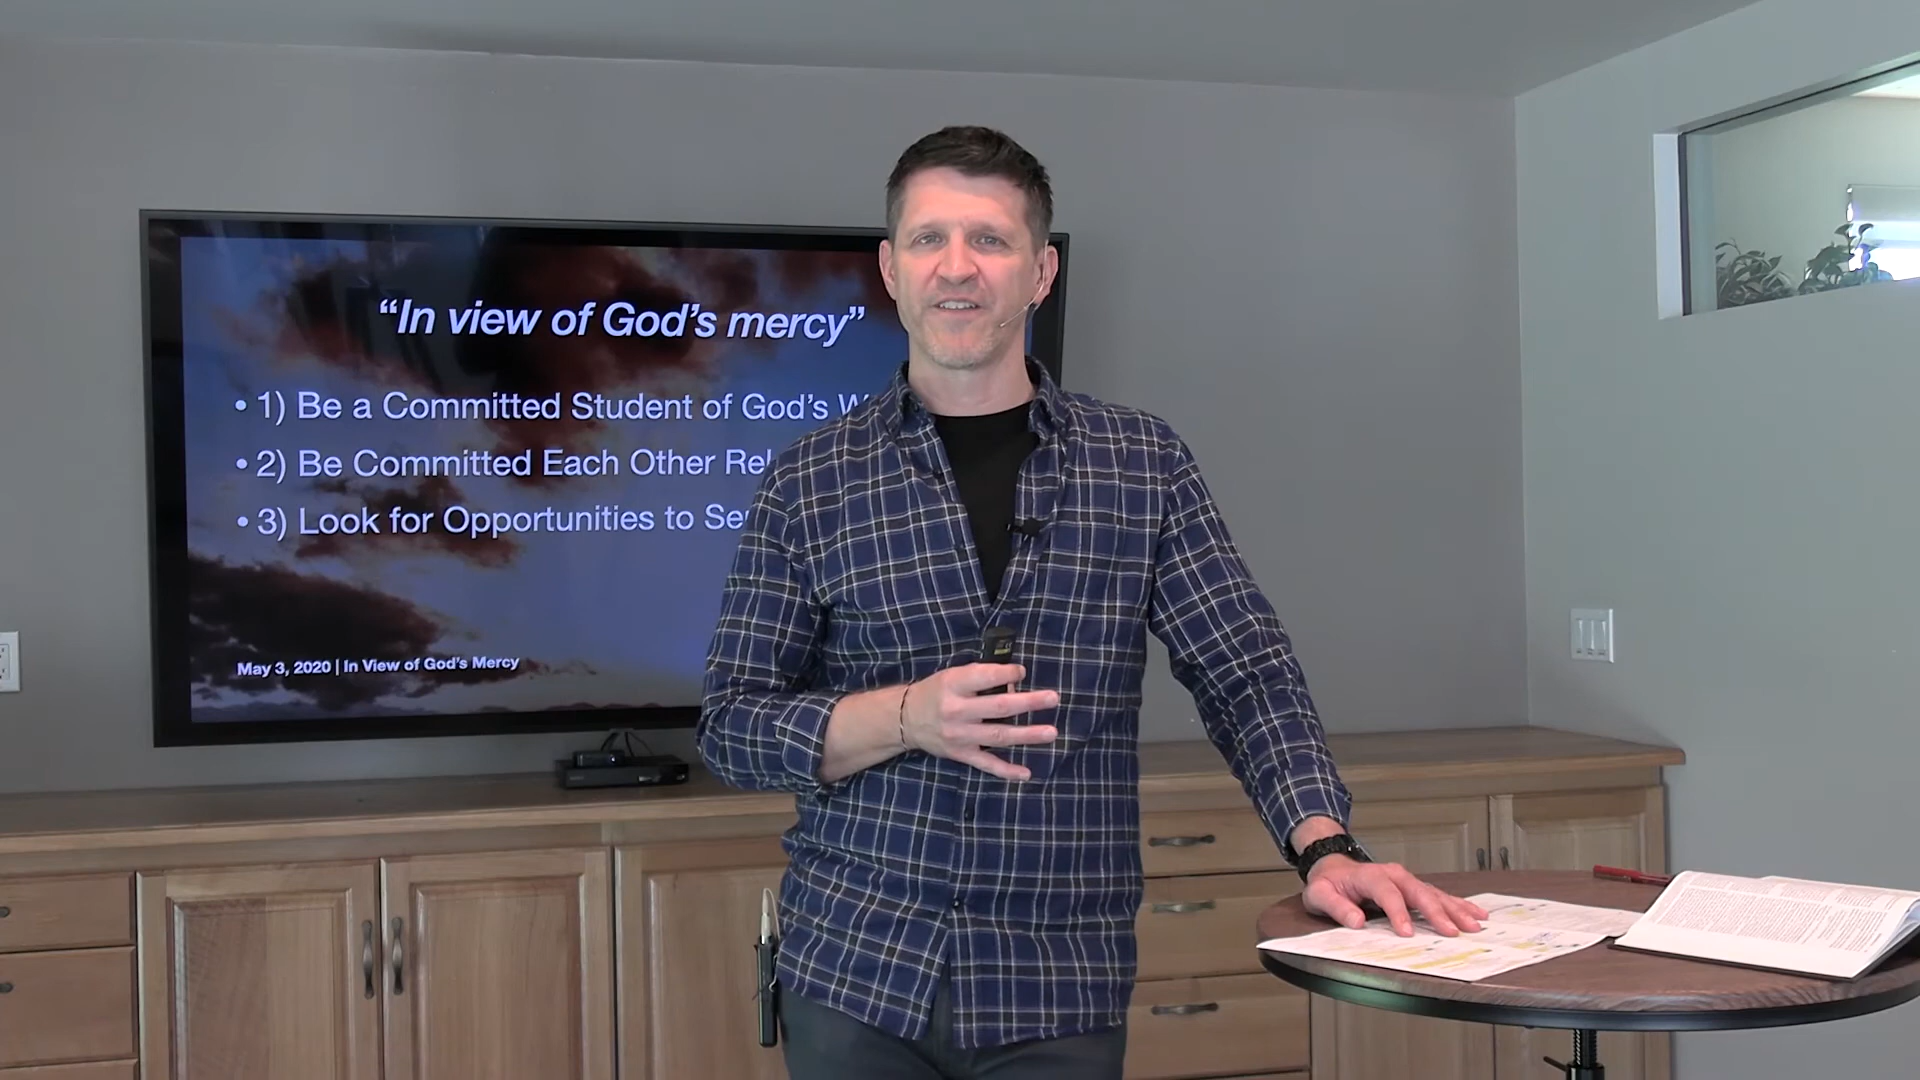 “In view of God’s mercy”
• 1) Be a Committed Student of God’s
• 2) Be Committed Each Other
• 3) Look for Opportunities to
May 3, 2020 | In View of God’s Mercy